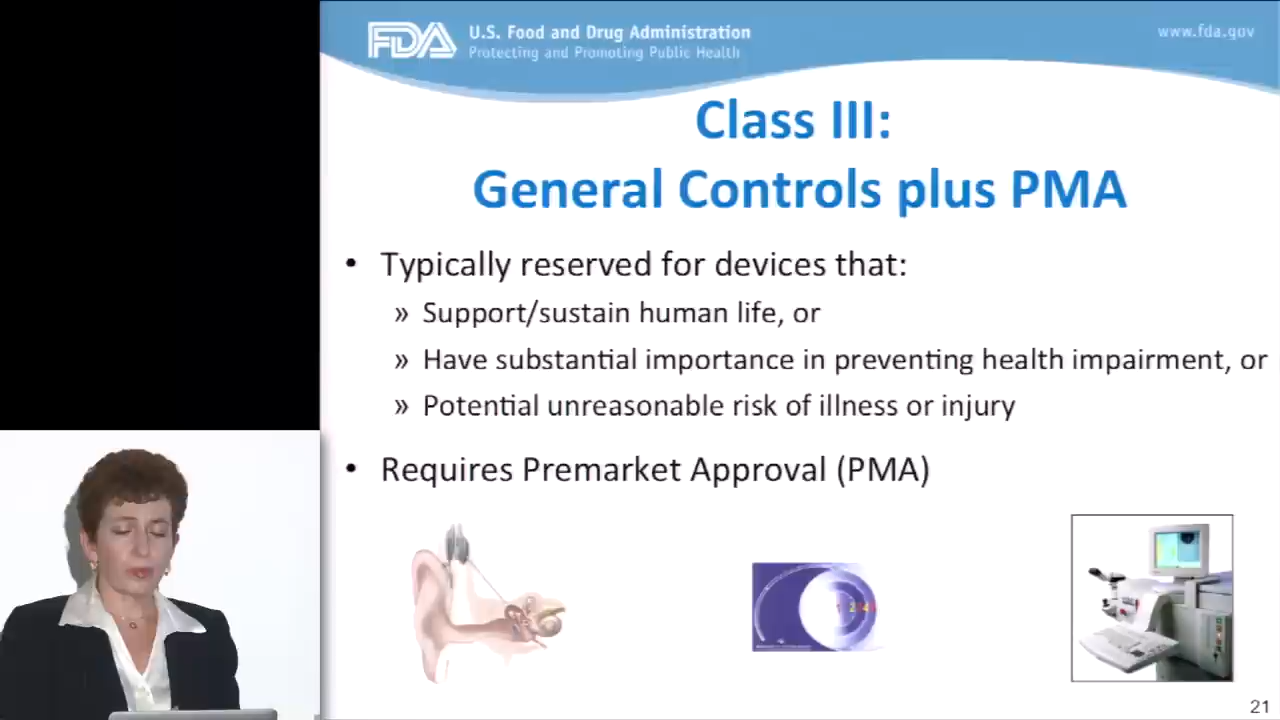 FDA
U.S. Food and Drug Administration
Protecting and Promoting Public Health
www.fda.gov
Class III:
General Controls plus PMA
• Typically reserved for devices that:
» Support/sustain human life, or
» Have substantial importance in preventing health impairment, or
» Potential unreasonable risk of illness or injury
• Requires Premarket Approval (PMA)
21